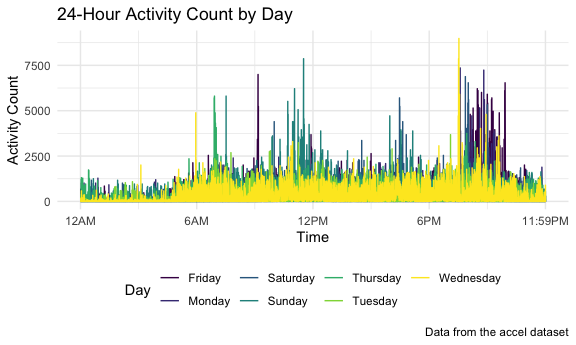 24-Hour Activity Count by Day
Activity Count
7500
5000
2500
0
12AM 6AM 12PM 6PM 11:59PM
Time
Day
Friday Saturday Thursday Wednesday
Monday Sunday Tuesday
Data from the accel dataset